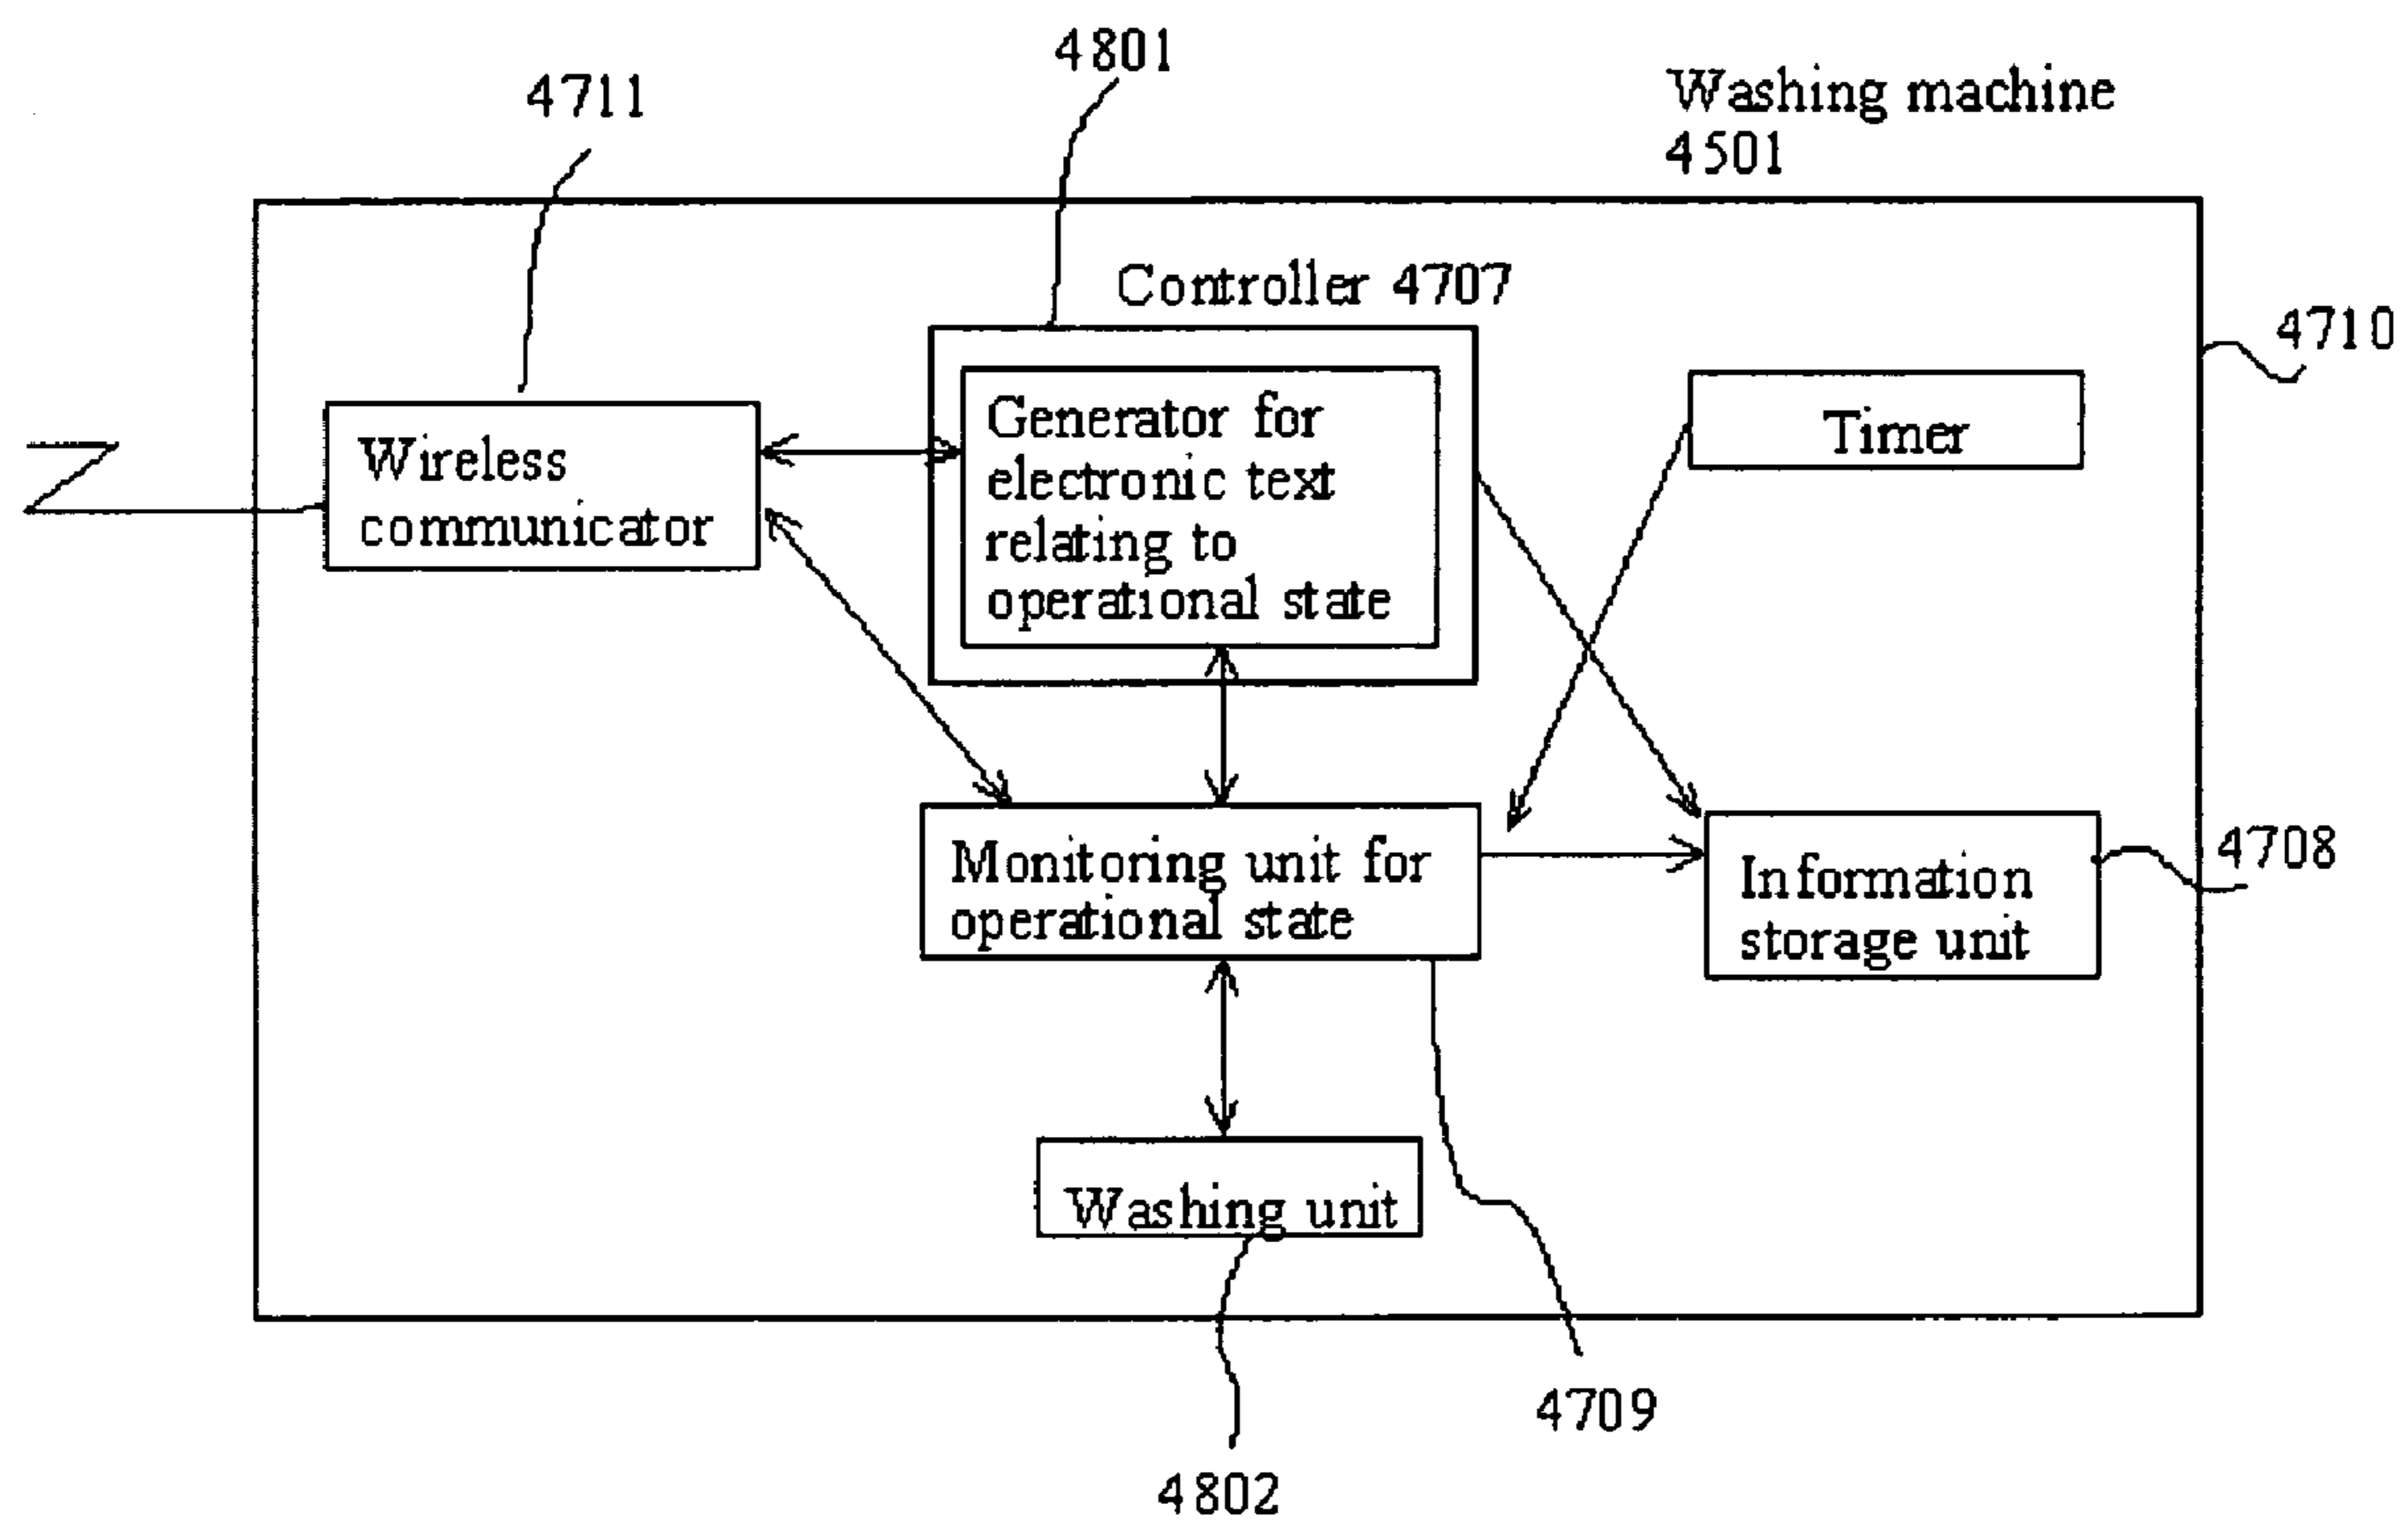 4801
4711
Washing machine
4501
Controller 4707
4710
Generator for
electronic text
relating to
operational state
Timer
Wireless
communicator
Monitoring unit for
operational state
4708
Information
storage unit
Washing unit
4709
4802